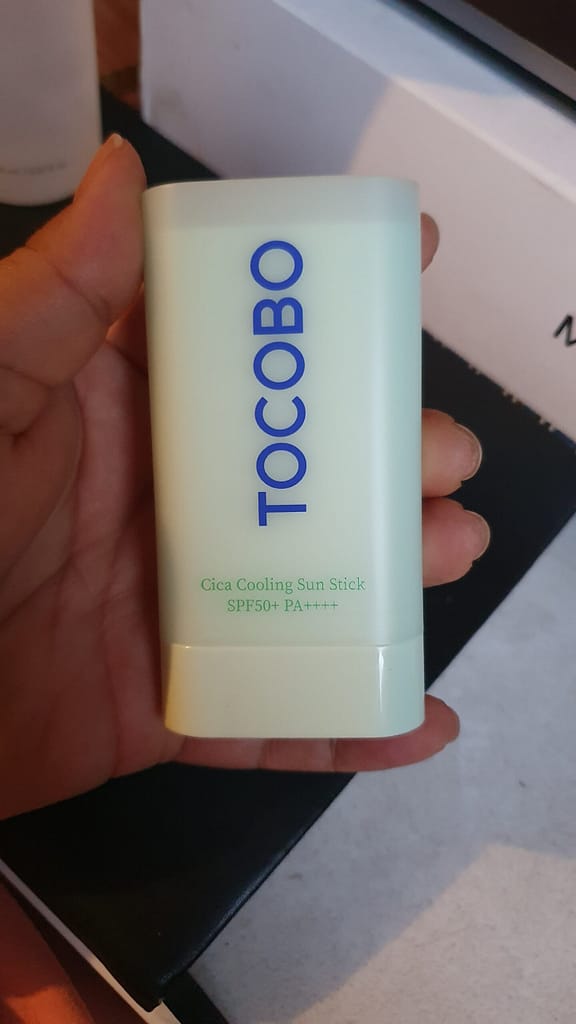 TOCOBO
Cica Cooling Sun Stick
SPF50+ PA++++
M